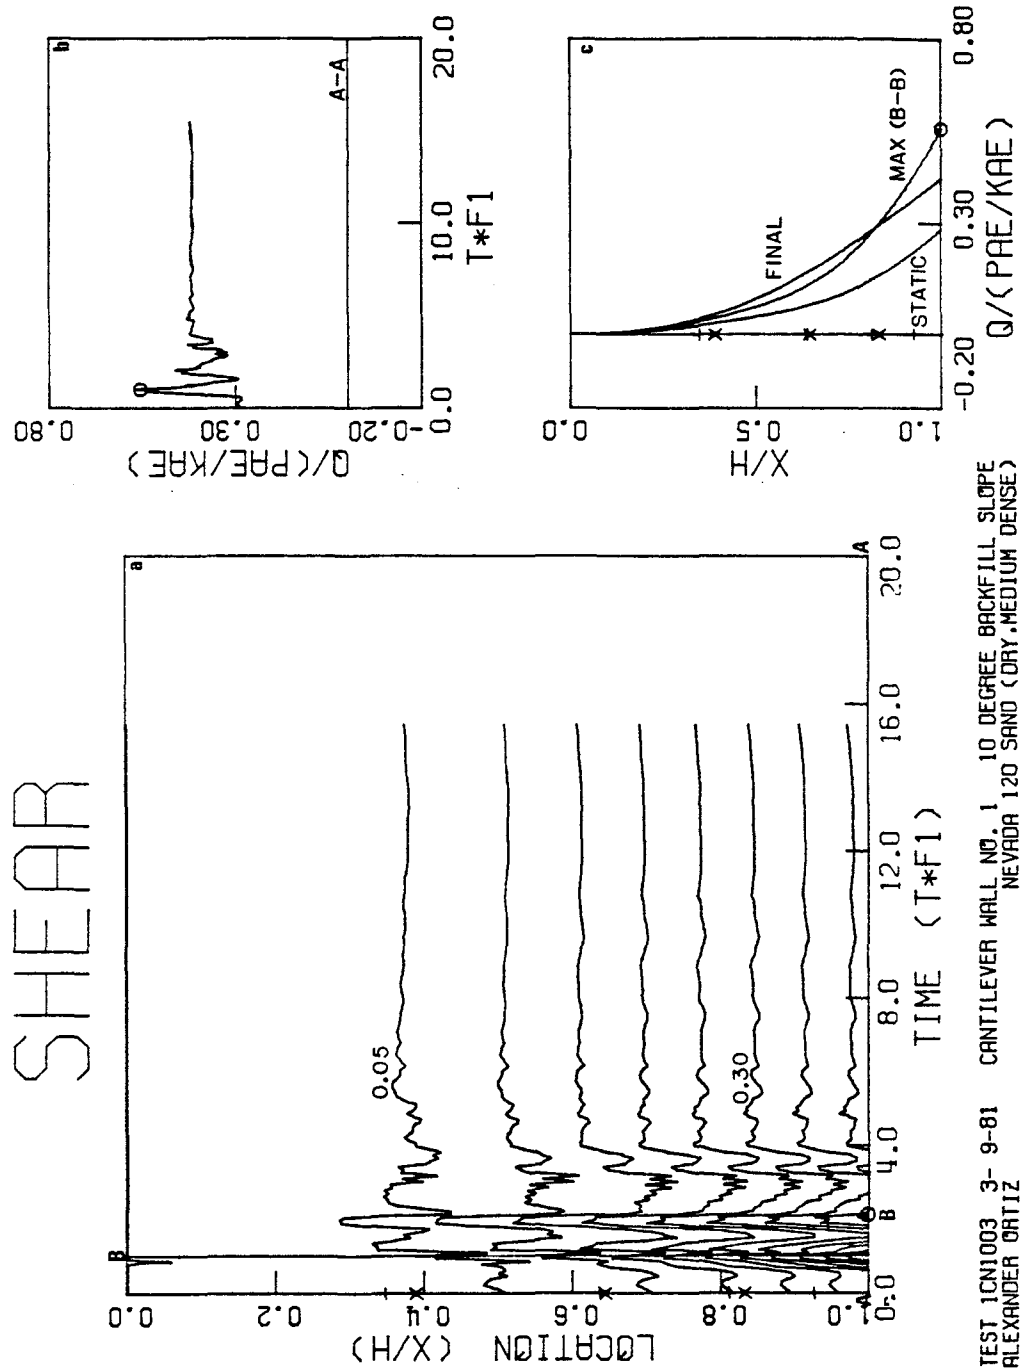 SHEAR
a
0.0
0.2
0.4
0.6
0.8
1.0
LOCATION
(X/H)
0.05
0.30
B
B
A
A
0.0
4.0
8.0
12.0
16.0
20.0
TIME (T*F1)
b
0.80
0.30
-0.20
Q/(PAE/KAE)
A-A
0.0
10.0
20.0
T*F1
c
0.0
0.5
1.0
X/H
FINAL
MAX (B-B)
STATIC
-0.20
0.30
0.80
Q/(PAE/KAE)
TEST 1CN1003 3- 9-81 CANTILEVER WALL NO. 1 10 DEGREE BACKFILL SLOPE
ALEXANDER ORTIZ NEVADA 120 SAND (DRY,MEDIUM DENSE)